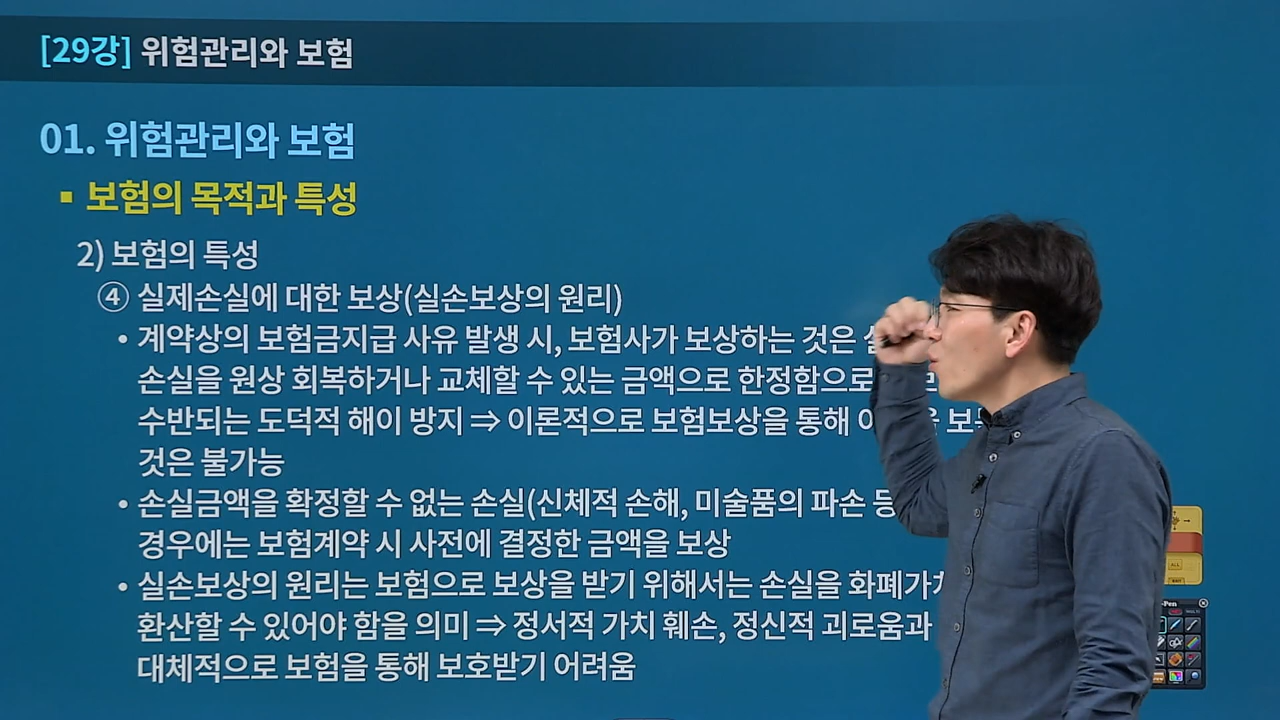 [29강] 위험관리와 보험
01. 위험관리와 보험
▪ 보험의 목적과 특성
2) 보험의 특성
④ 실제손실에 대한 보상(실손보상의 원리)
• 계약상의 보험금지급 사유 발생 시, 보험사가 보상하는 것은
손실을 원상 회복하거나 교체할 수 있는 금액으로 한정함으로
수반되는 도덕적 해이 방지 ⇒ 이론적으로 보험보상을 통해
것은 불가능
• 손실금액을 확정할 수 없는 손실(신체적 손해, 미술품의 파손 등
경우에는 보험계약 시 사전에 결정한 금액을 보상
• 실손보상의 원리는 보험으로 보상을 받기 위해서는 손실을
환산할 수 있어야 함을 의미 ⇒ 정서적 가치 훼손, 정신적 괴로움과
대체적으로 보험을 통해 보호받기 어려움